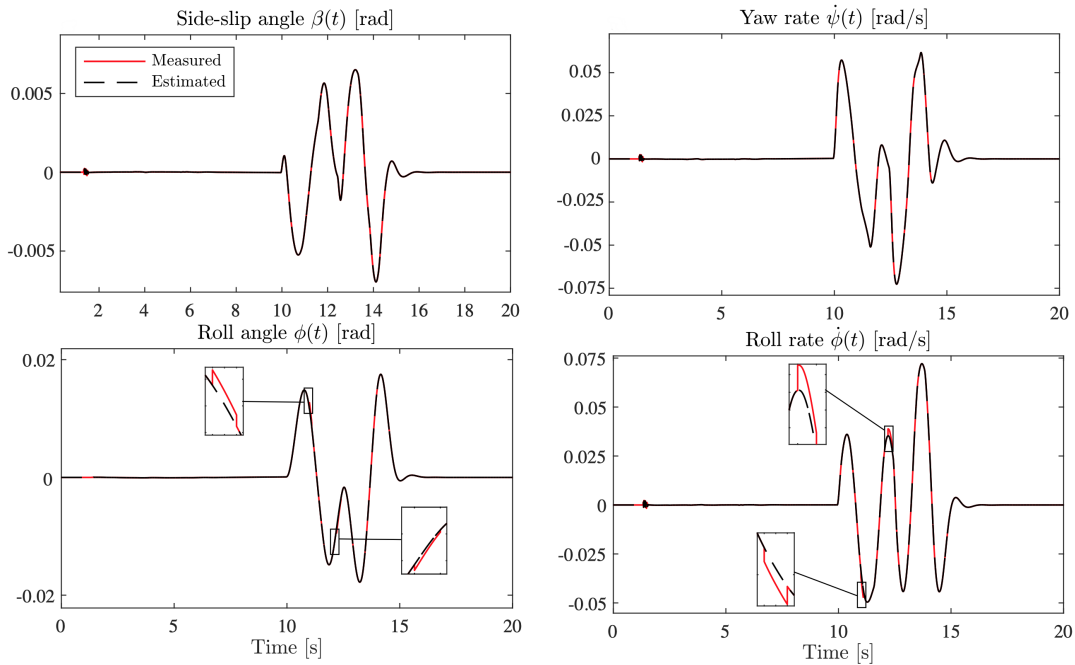 Side-slip angle β(t) [rad]
Measured
Estimated
0.005
0
-0.005
2 4 6 8 10 12 14 16 18 20
Yaw rate ψ̇(t) [rad/s]
0.05
0.025
0
-0.025
-0.05
-0.075
0 5 10 15 20
Roll angle ϕ(t) [rad]
0.02
0
-0.02
0 5 10 15 20
Time [s]
Roll rate ϕ̇(t) [rad/s]
0.075
0.05
0.025
0
-0.025
-0.05
0 5 10 15 20
Time [s]